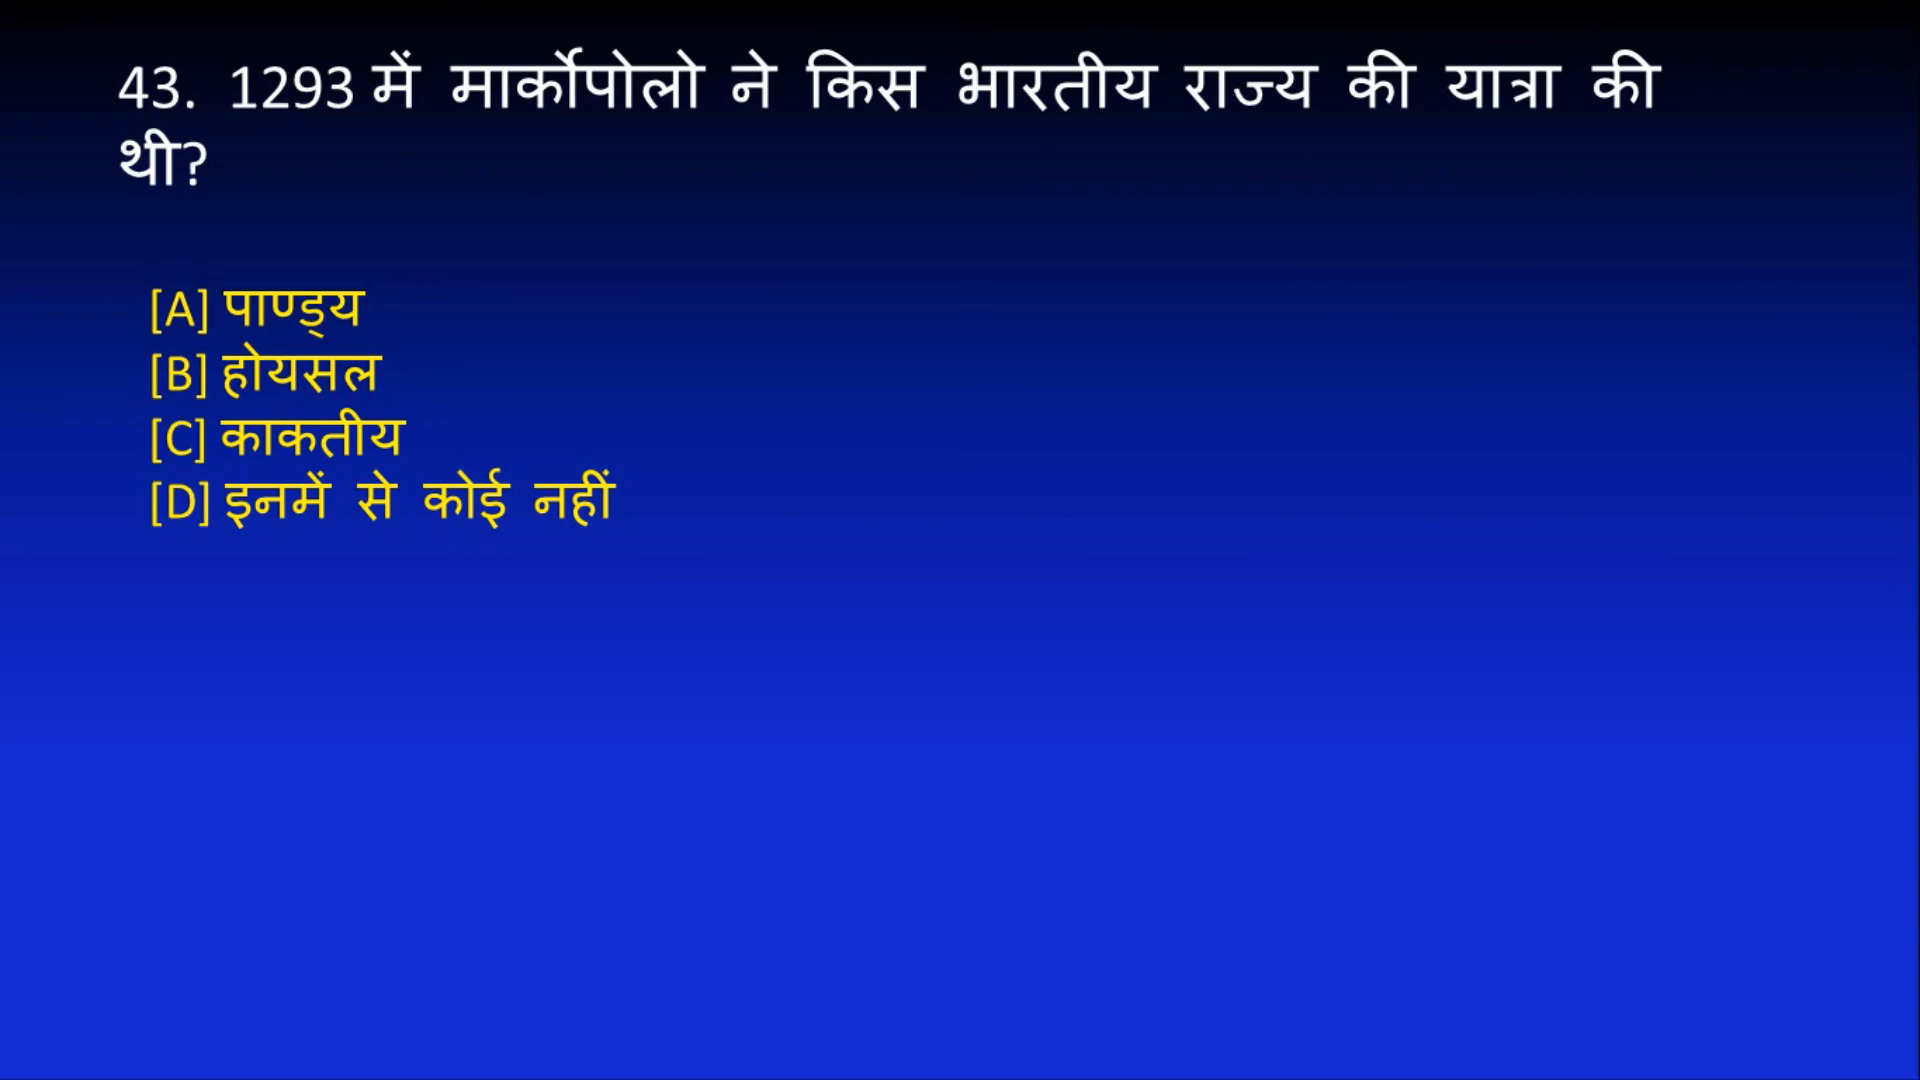 43. 1293 में मार्कोपोलो ने किस भारतीय राज्य की यात्रा की
थी?
[A] पाण्ड्य
[B] होयसल
[C] काकतीय
[D] इनमें से कोई नहीं